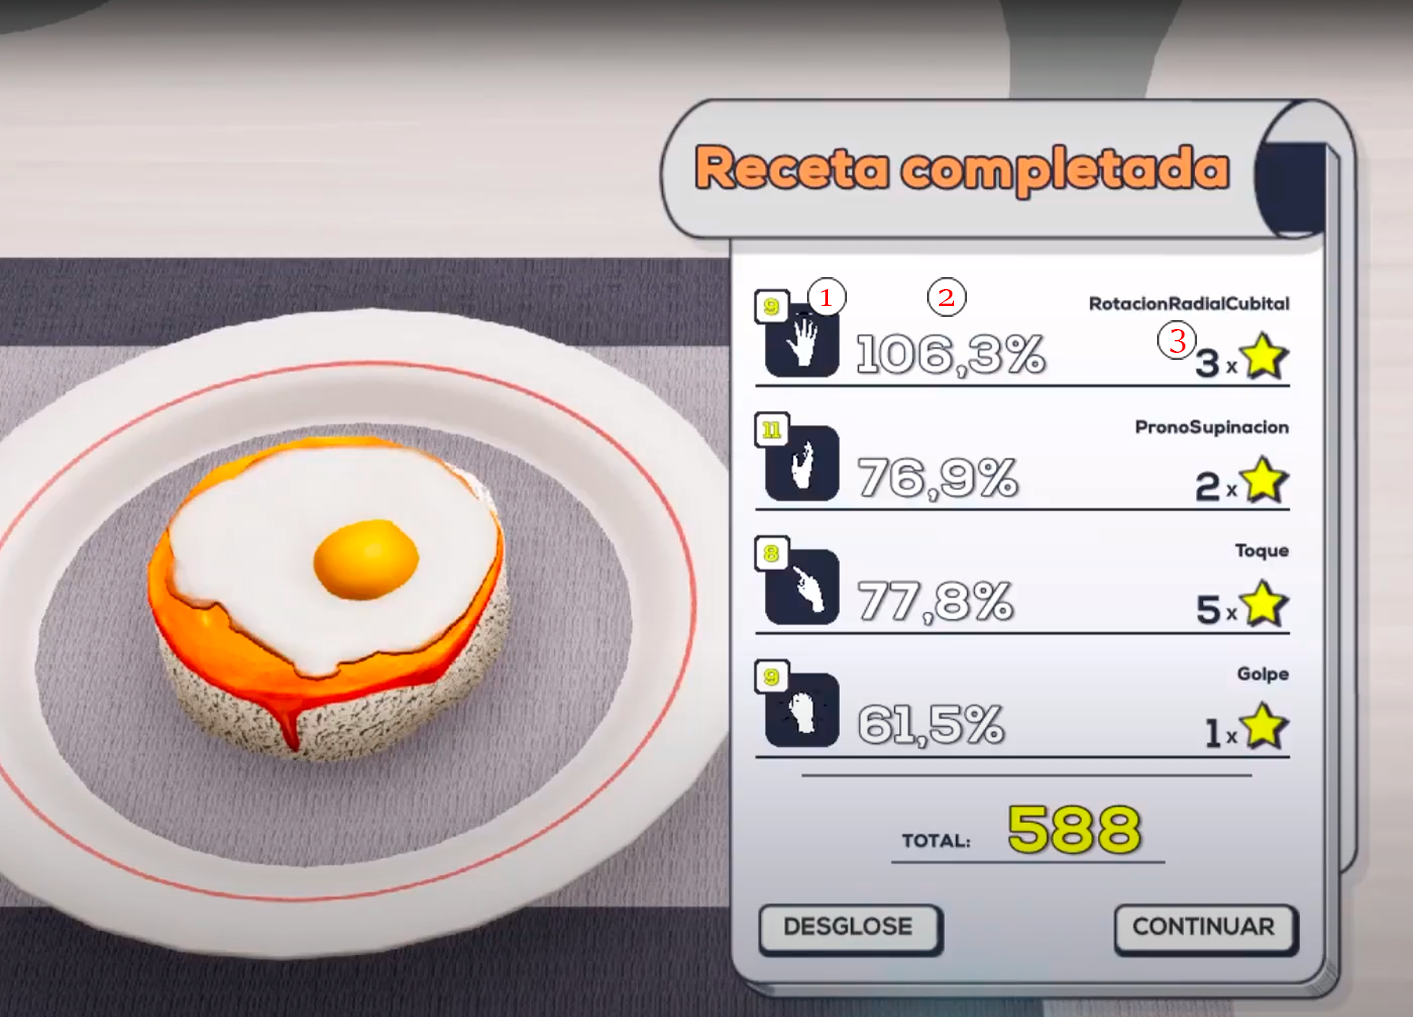 Receta completada
9 1 2 RotacionRadialCubital
106,3% 3 3 x
11 PronoSupinacion
76,9% 2 x
8 Toque
77,8% 5 x
9 Golpe
61,5% 1 x
TOTAL: 588
DESGLOSE CONTINUAR